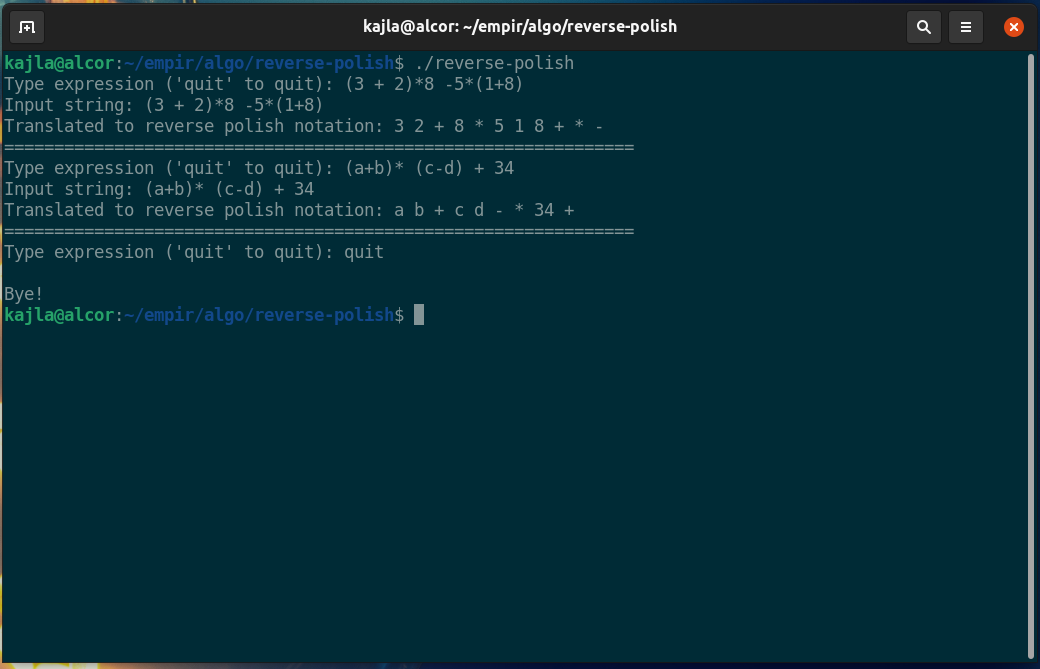 kajla@alcor: ~/empir/algo/reverse-polish
kajla@alcor:~/empir/algo/reverse-polish$ ./reverse-polish
Type expression ('quit' to quit): (3 + 2)*8 -5*(1+8)
Input string: (3 + 2)*8 -5*(1+8)
Translated to reverse polish notation: 3 2 + 8 * 5 1 8 + * -
===============================================================
Type expression ('quit' to quit): (a+b)* (c-d) + 34
Input string: (a+b)* (c-d) + 34
Translated to reverse polish notation: a b + c d - * 34 +
===============================================================
Type expression ('quit' to quit): quit
Bye!
kajla@alcor:~/empir/algo/reverse-polish$